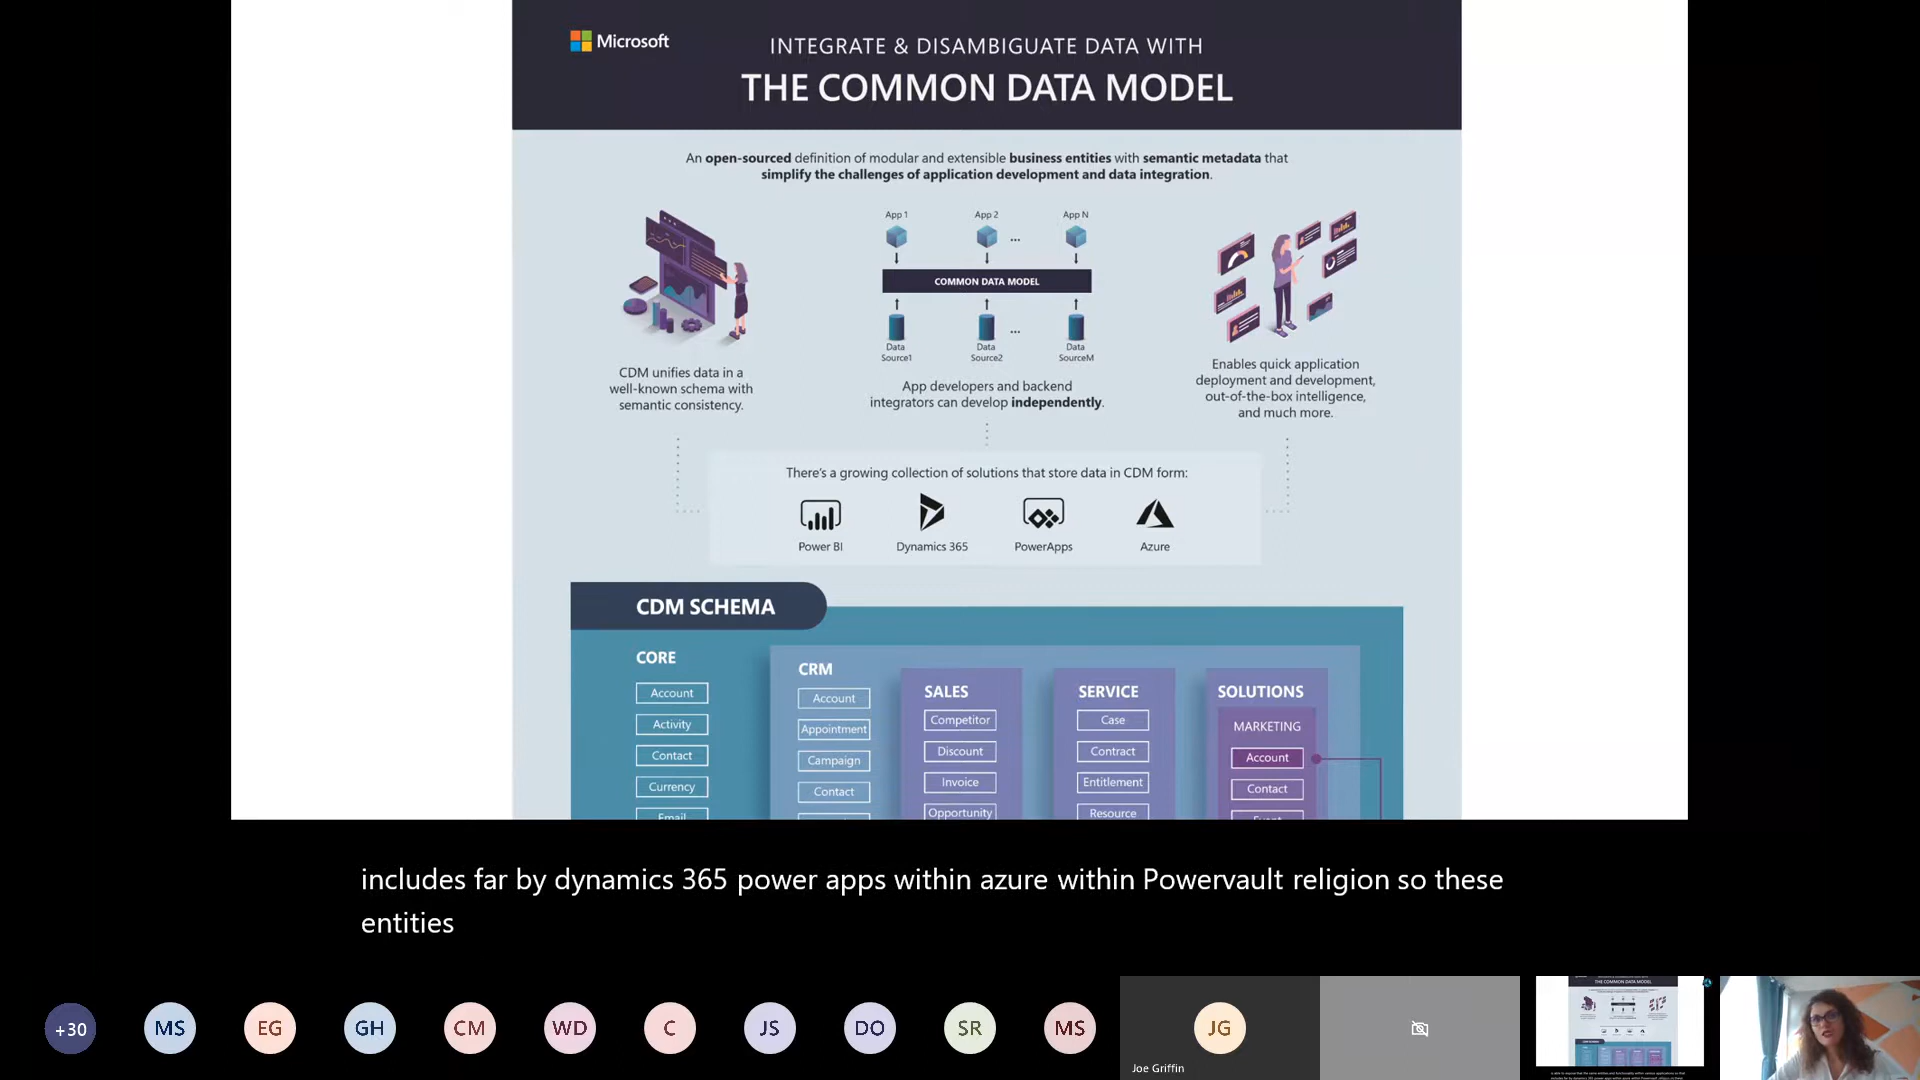 Microsoft
INTEGRATE & DISAMBIGUATE DATA WITH
THE COMMON DATA MODEL
An open-sourced definition of modular and extensible business entities with semantic metadata that
simplify the challenges of application development and data integration.
App 1
App 2
App N
...
COMMON DATA MODEL
...
Data
Source1
Data
Source2
Data
SourceM
CDM unifies data in a
well-known schema with
semantic consistency.
App developers and backend
integrators can develop independently.
Enables quick application
deployment and development,
out-of-the-box intelligence,
and much more.
There's a growing collection of solutions that store data in CDM form:
Power BI
Dynamics 365
PowerApps
Azure
CDM SCHEMA
CORE
Account
Activity
Contact
Currency
Email
CRM
Account
Appointment
Campaign
Contact
SALES
Competitor
Discount
Invoice
Opportunity
SERVICE
Case
Contract
Entitlement
Resource
SOLUTIONS
MARKETING
Account
Contact
Event
includes far by dynamics 365 power apps within azure within Powervault religion so these
entities
+30
MS
EG
GH
CM
WD
C
JS
DO
SR
MS
JG
Joe Griffin
THE COMMON DATA MODEL